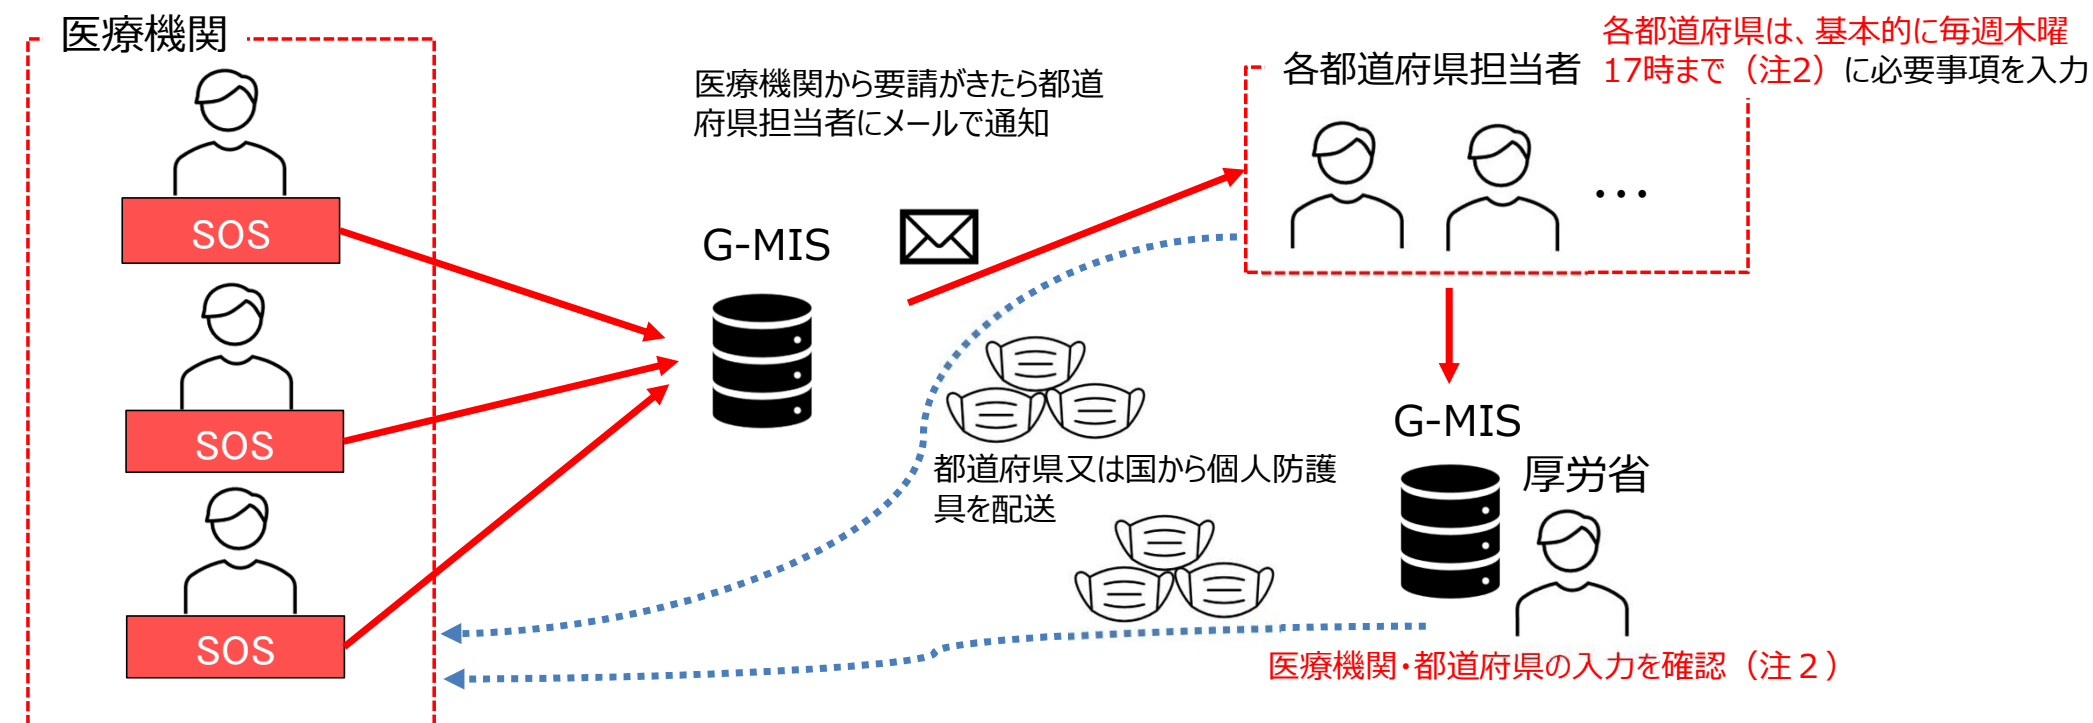 医療機関
SOS
SOS
SOS
医療機関から要請がきたら都道
府県担当者にメールで通知
G-MIS
各都道府県担当者
各都道府県は、基本的に毎週木曜
17時まで（注2）に必要事項を入力
…
都道府県又は国から個人防護
具を配送
G-MIS
厚労省
医療機関・都道府県の入力を確認（注２）